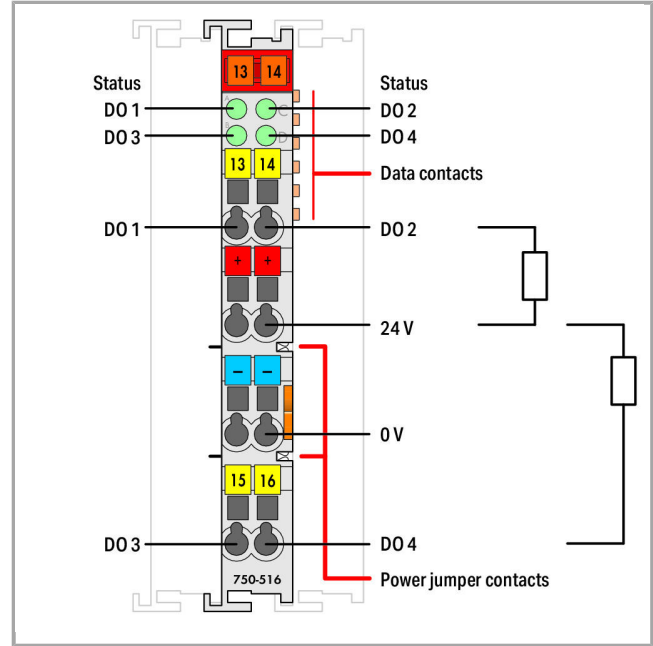 13 14
Status Status
A C
DO 1 DO 2
B D
DO 3 DO 4
13 14
Data contacts
DO 1 DO 2
+ +
24 V
– –
0 V
15 16
DO 3 DO 4
750-516
Power jumper contacts